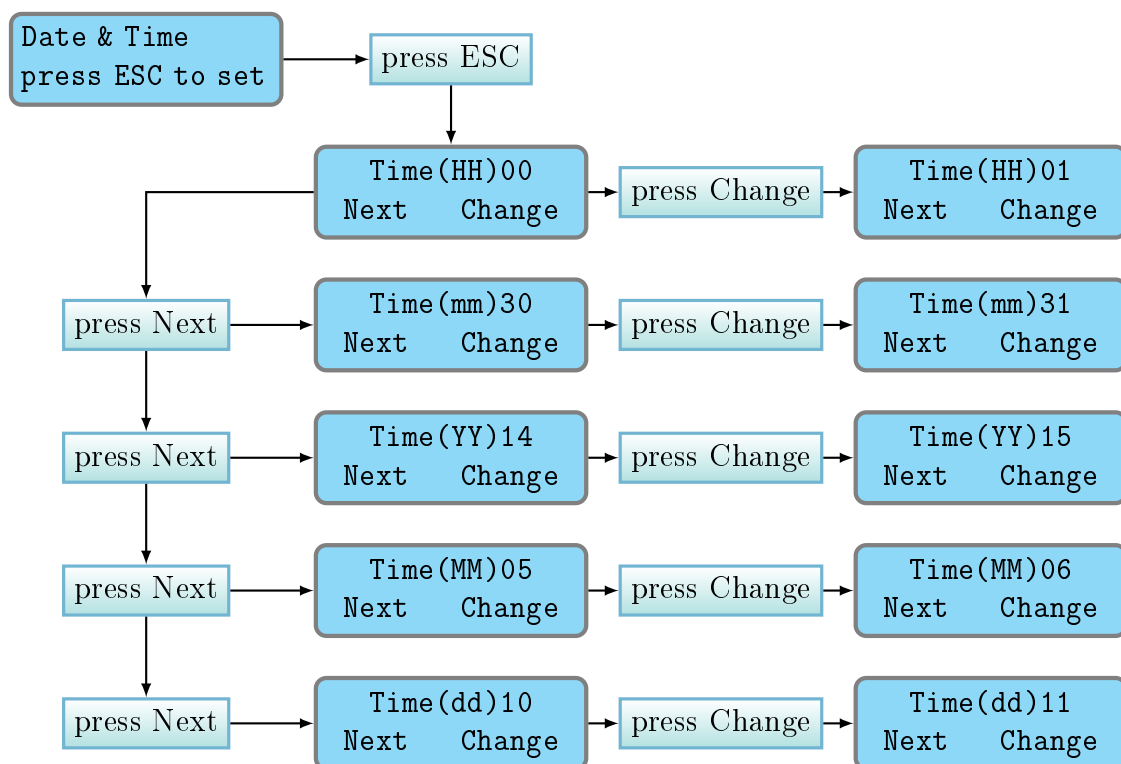 Date & Time
press ESC to set
press ESC
Time(HH)00
Next Change
press Change
Time(HH)01
Next Change
press Next
Time(mm)30
Next Change
press Change
Time(mm)31
Next Change
press Next
Time(YY)14
Next Change
press Change
Time(YY)15
Next Change
press Next
Time(MM)05
Next Change
press Change
Time(MM)06
Next Change
press Next
Time(dd)10
Next Change
press Change
Time(dd)11
Next Change